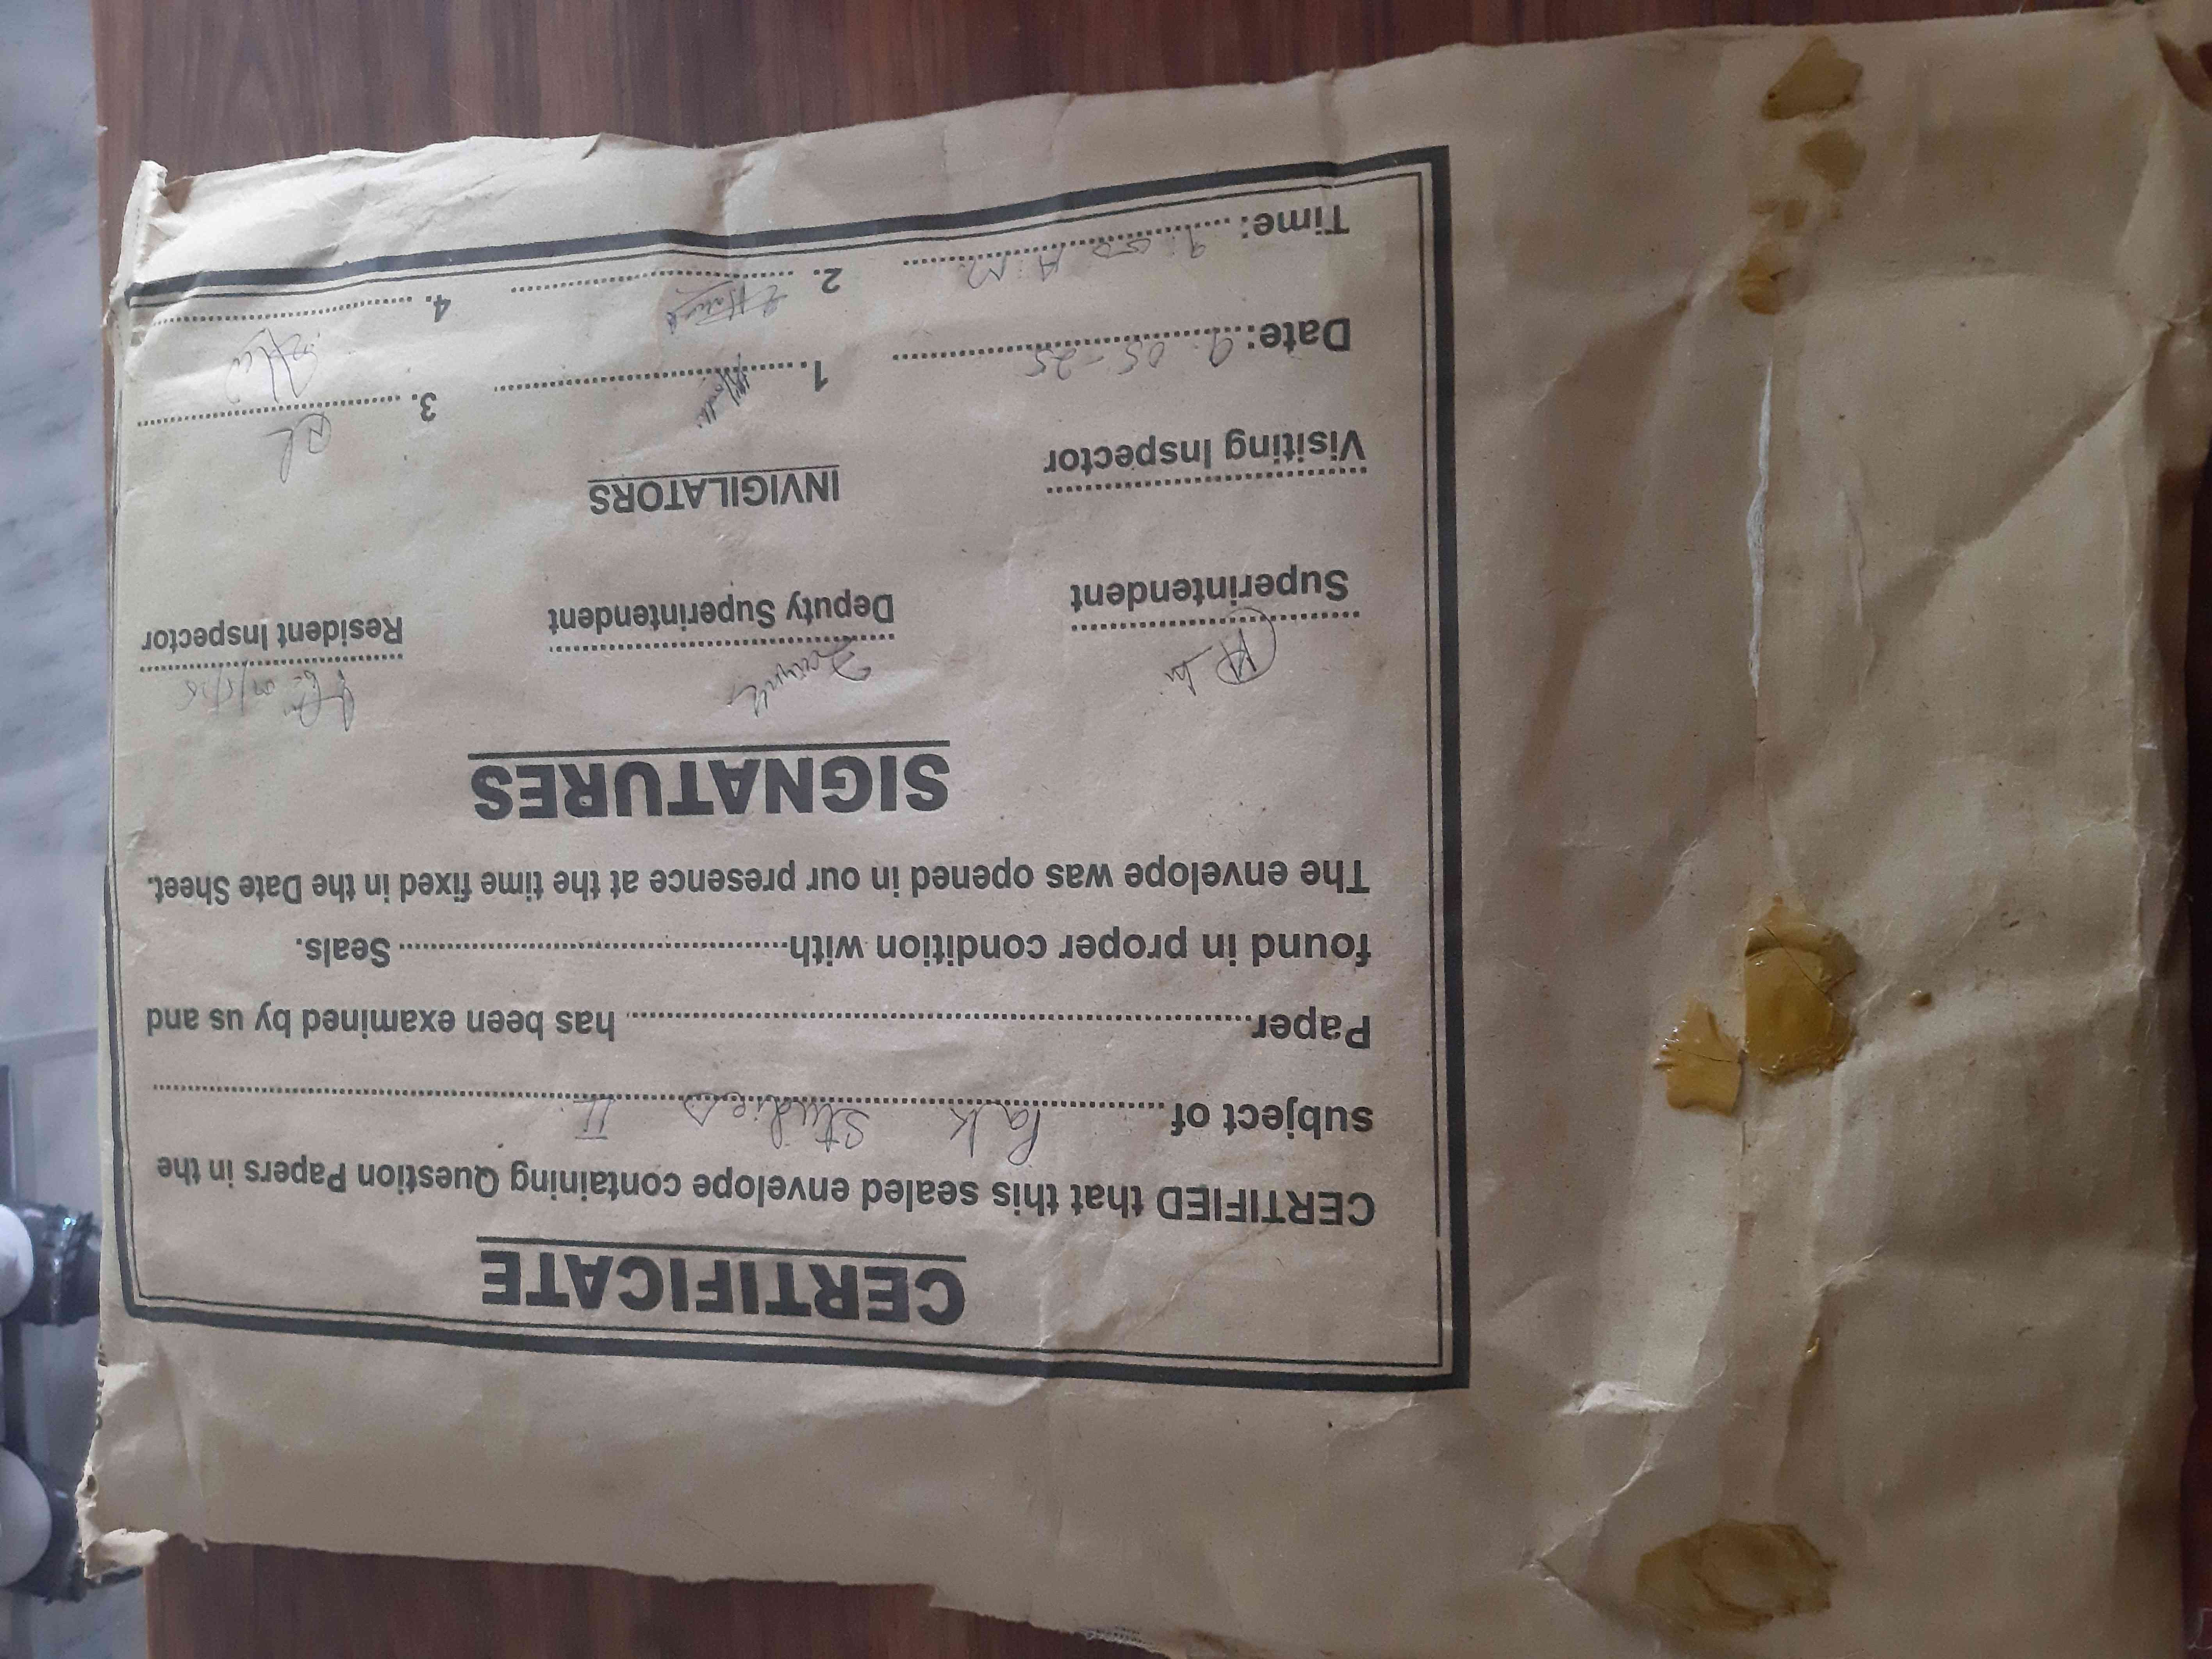 CERTIFICATE
CERTIFIED that this sealed envelope containing Question Papers in the
subject of Pak Studies II
Paper has been examined by us and
found in proper condition with Seals.
The envelope was opened in our presence at the time fixed in the Date Sheet.
SIGNATURES
Superintendent Deputy Superintendent Resident Inspector
Visiting Inspector INVIGILATORS
Date: 9-05-25 1. 3.
Time: 9:00 A M 2. 4.